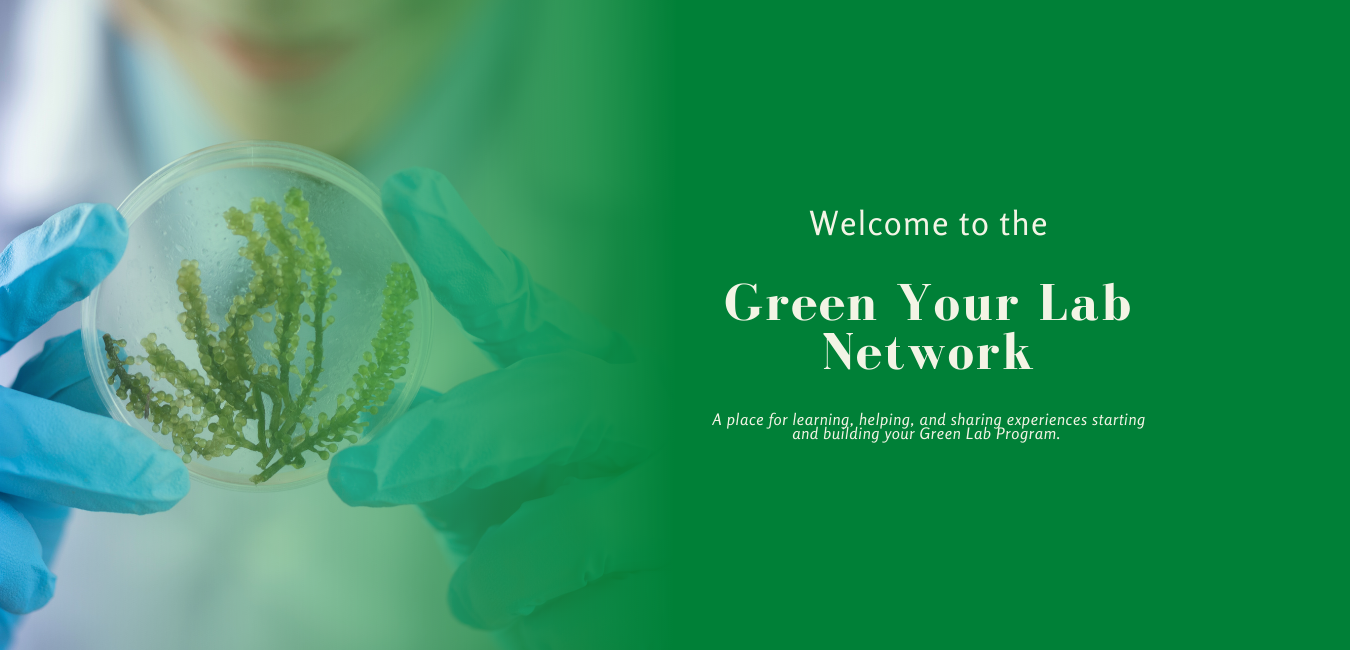 Welcome to the
Green Your Lab
Network
A place for learning, helping, and sharing experiences starting
and building your Green Lab Program.